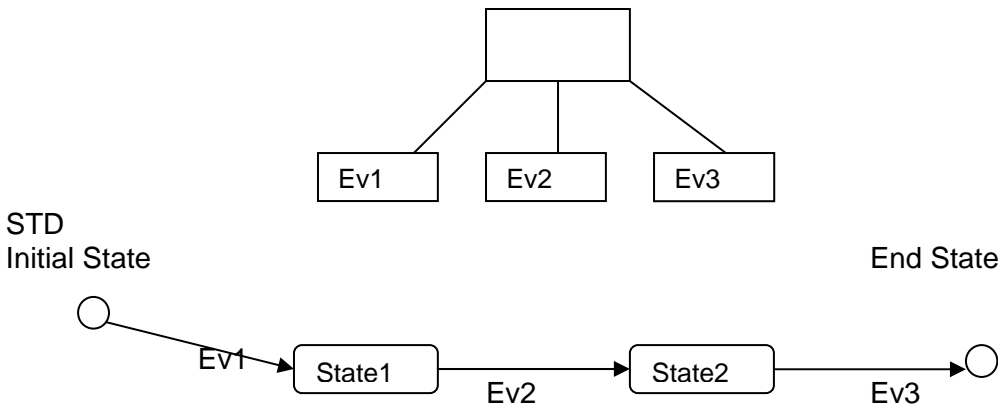 Ev1 Ev2 Ev3
STD
Initial State End State
Ev1 State1 Ev2 State2 Ev3